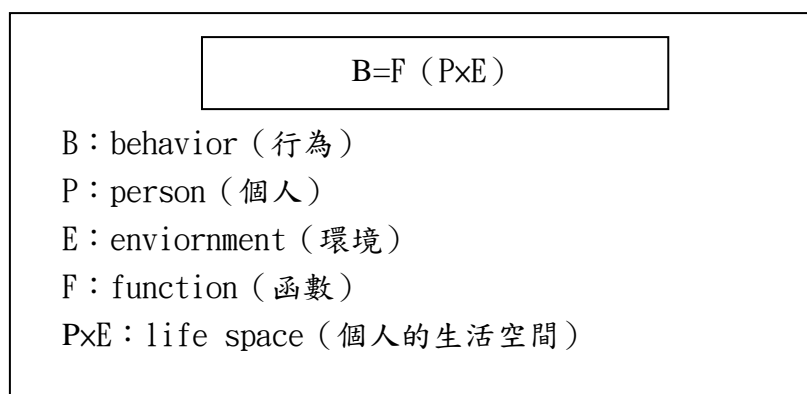 B=F（P×E）
B：behavior（行為）
P：person（個人）
E：enviornment（環境）
F：function（函數）
P×E：life space（個人的生活空間）